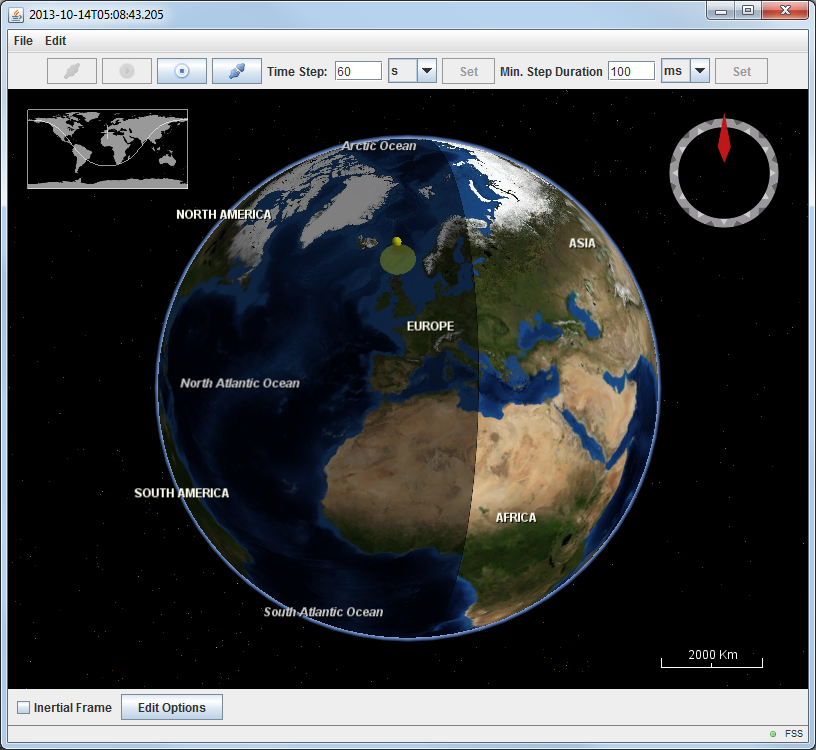 2013-10-14T05:08:43.205
File Edit
Time Step: 60 s Set Min. Step Duration 100 ms Set
Arctic Ocean
NORTH AMERICA
ASIA
EUROPE
North Atlantic Ocean
SOUTH AMERICA
AFRICA
South Atlantic Ocean
2000 Km
Inertial Frame Edit Options
FSS